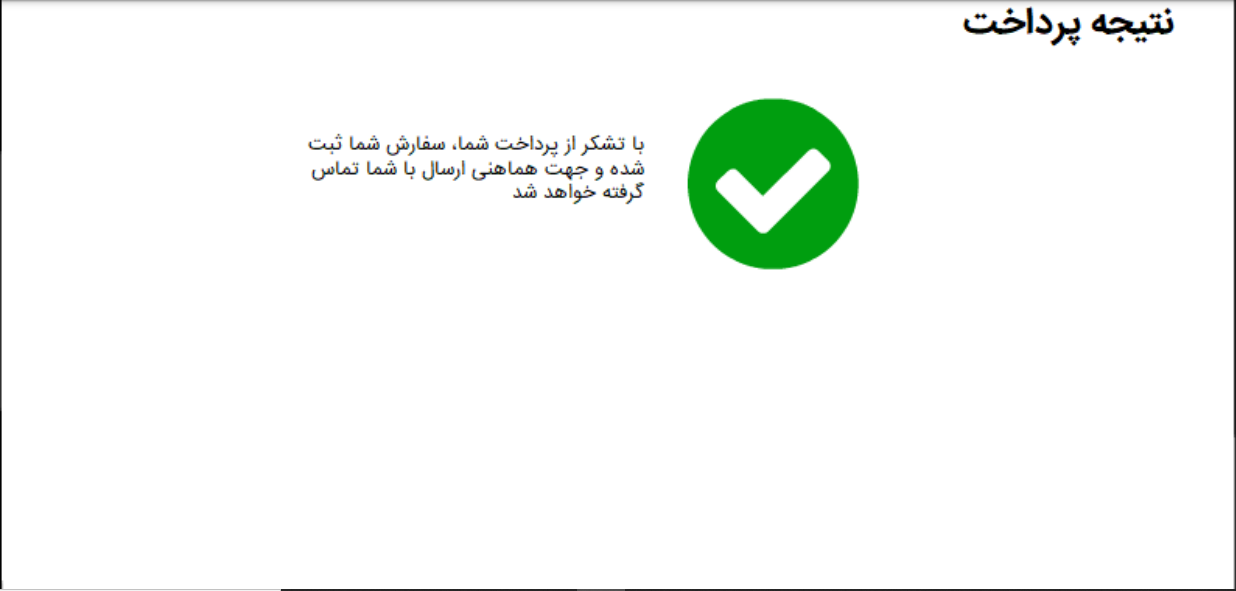 نتیجه پرداخت
با تشکر از پرداخت شما، سفارش شما ثبت
شده و جهت هماهنی ارسال با شما تماس
گرفته خواهد شد